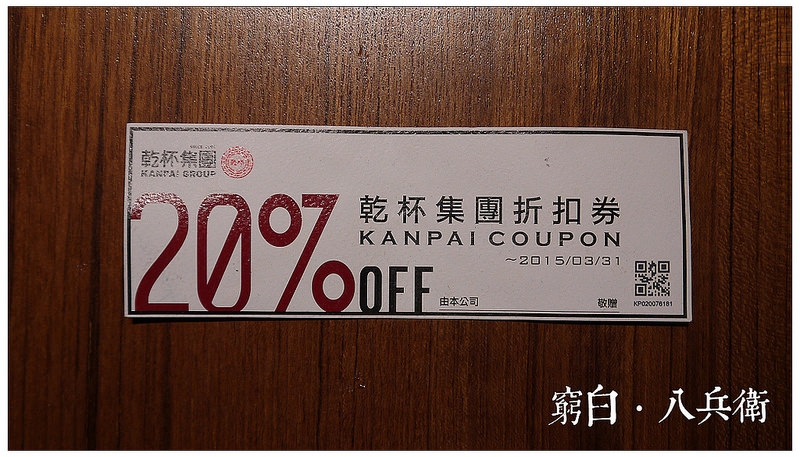 乾杯集團
KANPAI GROUP
20%OFF
乾杯集團折扣券
KANPAI COUPON
~2015/03/31
由本公司
敬贈
KP020076181
窮白・八兵衛